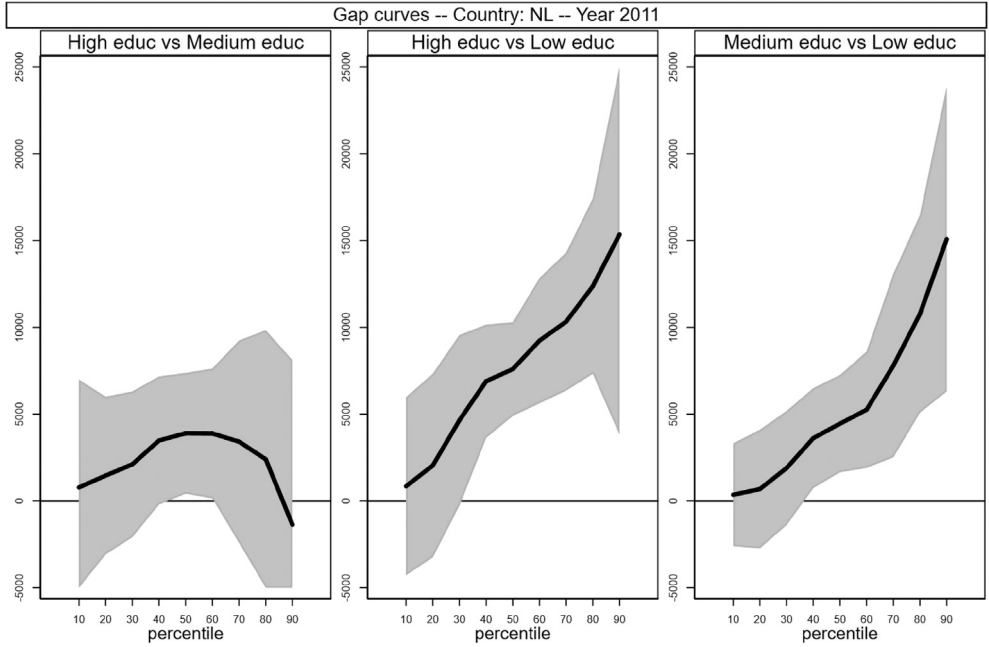 Gap curves -- Country: NL -- Year 2011
High educ vs Medium educ
25000
20000
15000
10000
5000
0
-5000
10 20 30 40 50 60 70 80 90
percentile
High educ vs Low educ
25000
20000
15000
10000
5000
0
-5000
10 20 30 40 50 60 70 80 90
percentile
Medium educ vs Low educ
25000
20000
15000
10000
5000
0
-5000
10 20 30 40 50 60 70 80 90
percentile